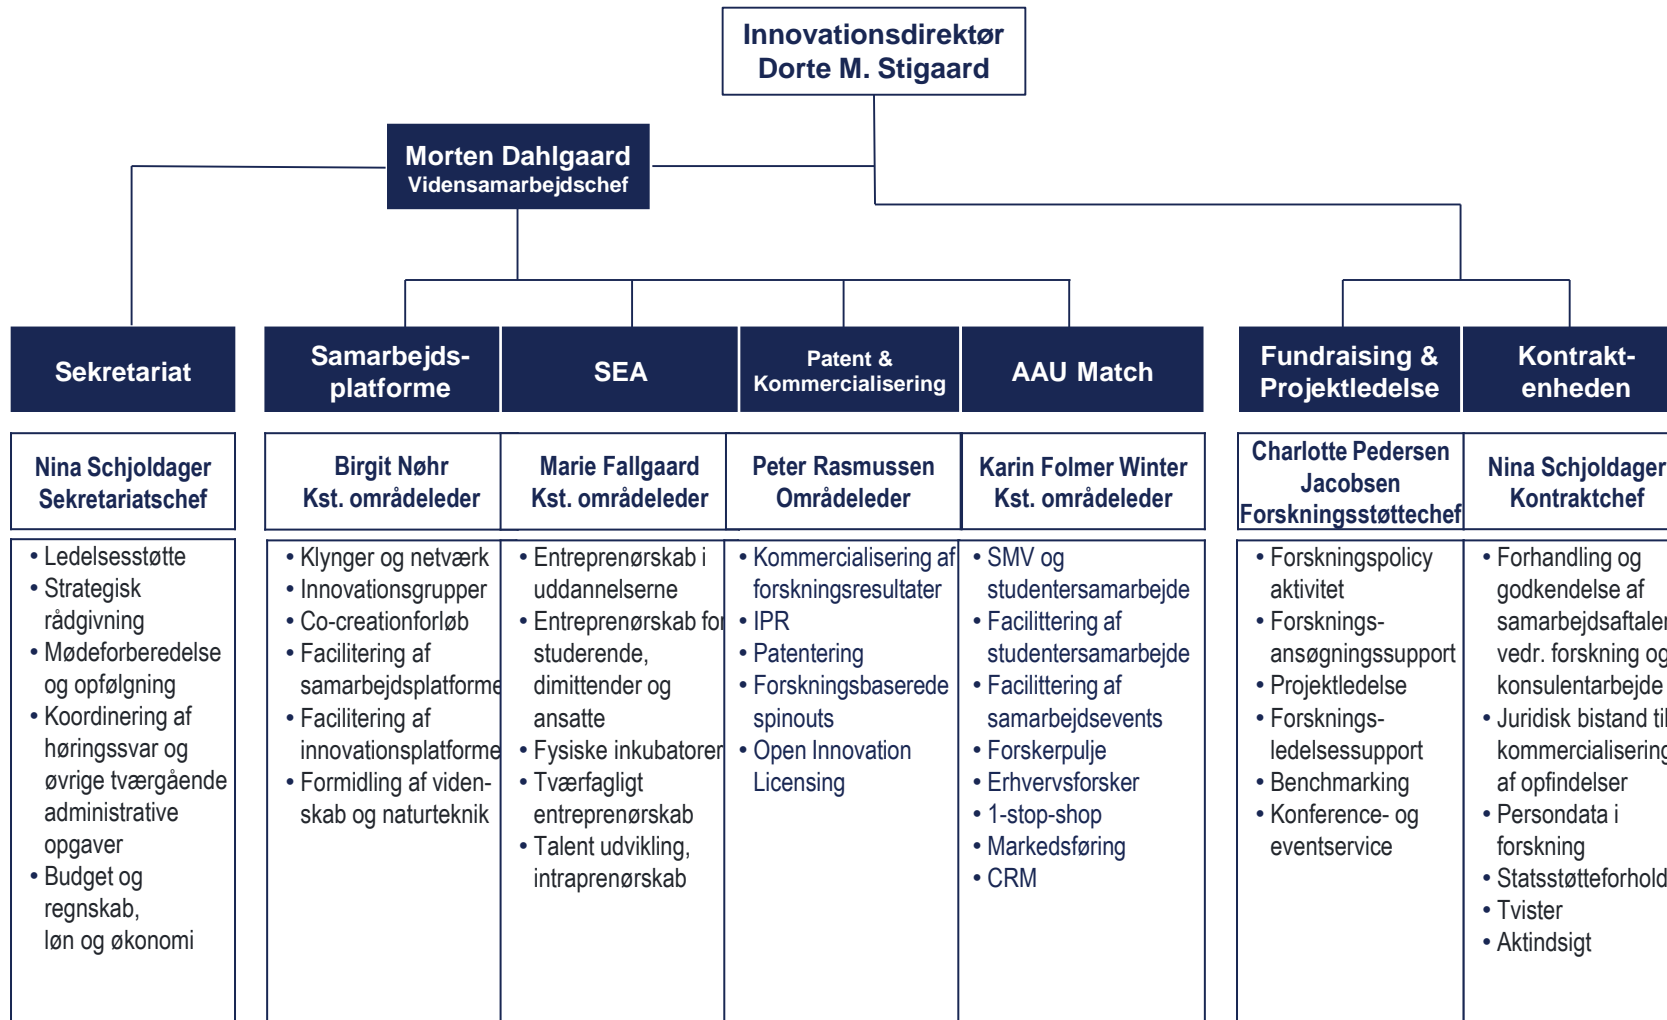 Innovationsdirektør
Dorte M. Stigaard
Morten Dahlgaard
Vidensamarbejdschef
Sekretariat
Nina Schjoldager
Sekretariatschef
• Ledelsesstøtte
• Strategisk
rådgivning
• Mødeforberedelse
og opfølgning
• Koordinering af
høringssvar og
øvrige tværgående
administrative
opgaver
• Budget og
regnskab,
løn og økonomi
Samarbejds-
platforme
Birgit Nøhr
Kst. områdeleder
• Klynger og netværk
• Innovationsgrupper
• Co-creationforløb
• Facilitering af
samarbejdsplatforme
• Facilitering af
innovationsplatforme
• Formidling af viden-
skab og naturteknik
SEA
Marie Fallgaard
Kst. områdeleder
• Entreprenørskab i
uddannelserne
• Entreprenørskab for
studerende,
dimittender og
ansatte
• Fysiske inkubatorer
• Tværfagligt
entreprenørskab
• Talent udvikling,
intraprenørskab
Patent &
Kommercialisering
Peter Rasmussen
Områdeleder
• Kommercialisering af
forskningsresultater
• IPR
• Patentering
• Forskningsbaserede
spinouts
• Open Innovation
Licensing
AAU Match
Karin Folmer Winter
Kst. områdeleder
• SMV og
studentersamarbejde
• Facilittering af
studentersamarbejde
• Facilittering af
samarbejdsevents
• Forskerpulje
• Erhvervsforsker
• 1-stop-shop
• Markedsføring
• CRM
Fundraising &
Projektledelse
Charlotte Pedersen
Jacobsen
Forskningsstøttechef
• Forskningspolicy
aktivitet
• Forsknings-
ansøgningssupport
• Projektledelse
• Forsknings-
ledelsessupport
• Benchmarking
• Konference- og
eventservice
Kontrakt-
enheden
Nina Schjoldager
Kontraktchef
• Forhandling og
godkendelse af
samarbejdsaftaler
vedr. forskning og
konsulentarbejde
• Juridisk bistand til
kommercialisering
af opfindelser
• Persondata i
forskning
• Statsstøtteforhold
• Tvister
• Aktindsigt